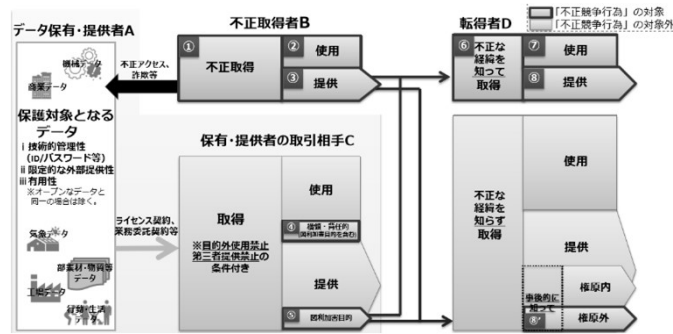 「不正競争行為」の対象
「不正競争行為」の対象外
データ保有・提供者A
機械データ
商業データ
保護対象となる
データ
ⅰ 技術的管理性
(ID/パスワード等)
ⅱ 限定的な外部提供性
ⅲ 有用性
※オープンなデータと
同一の場合は除く。
気象データ
部素材・物質等
データ
工場データ
行動・生活
データ
不正アクセス、
詐欺等
ライセンス契約、
業務委託契約等
不正取得者B
①
不正取得
②
使用
③
提供
保有・提供者の取引相手C
取得
※目的外使用禁止
第三者提供禁止の
条件付き
使用
④
提供
⑤
図利加害目的
転得者D
⑥
不正な
経緯を
知って
取得
⑦
使用
⑧
提供
不正な
経緯を
知らず
取得
使用
提供
事後的に
知って
権原内
権原外